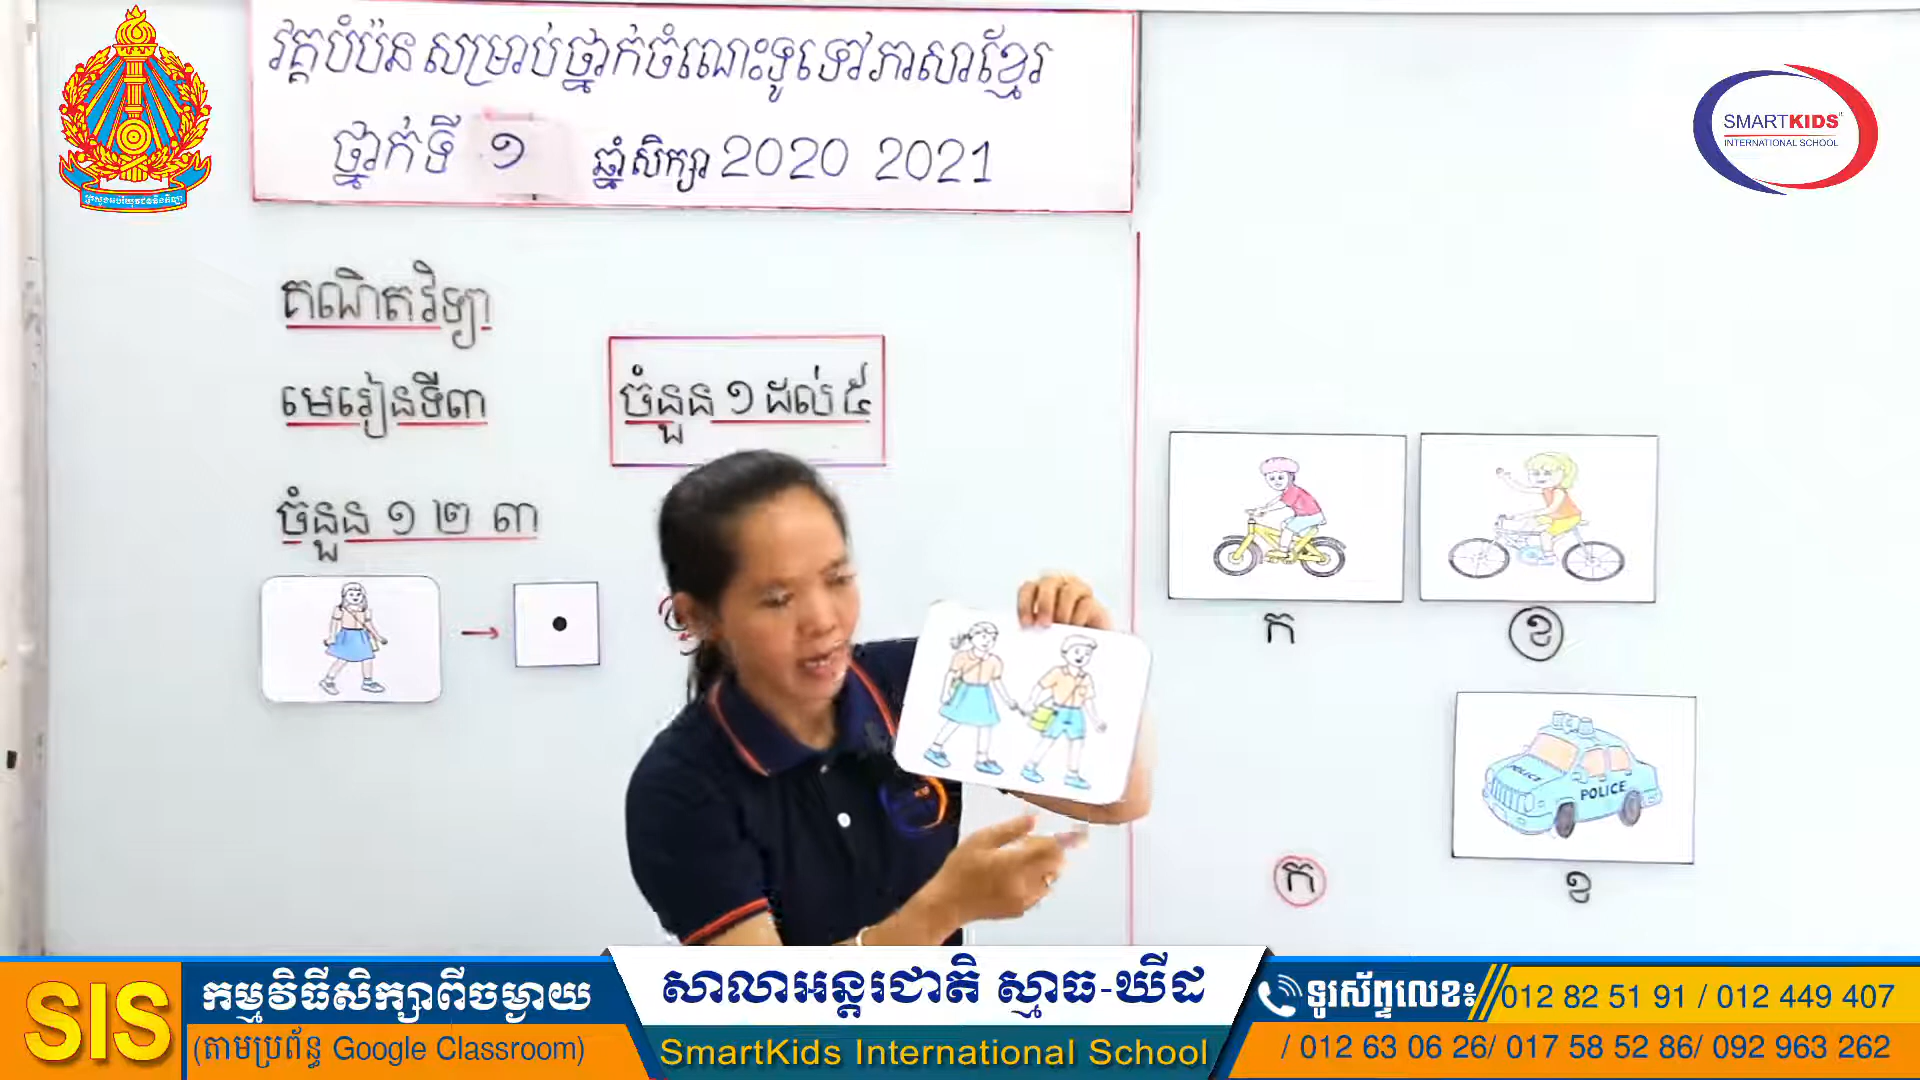 វគ្គបំប៉នសម្រាប់ថ្នាក់ចំណេះទូទៅភាសាខ្មែរ
ថ្នាក់ទី ១ ឆ្នាំសិក្សា 2020 2021
SMARTKIDS
INTERNATIONAL SCHOOL
គណិតវិទ្យា
មេរៀនទី៣
ចំនួន ១ ដល់ ៥
ចំនួន ១ ២ ៣
ក
ខ
POLICE
POLICE
ក
ខ
SIS
កម្មវិធីសិក្សាពីចម្ងាយ
(តាមប្រព័ន្ធ Google Classroom)
សាលាអន្តរជាតិ ស្មាធ-ឃីដ
SmartKids International School
ទូរស័ព្ទលេខ៖ 012 82 51 91 / 012 449 407
/ 012 63 06 26/ 017 58 52 86/ 092 963 262